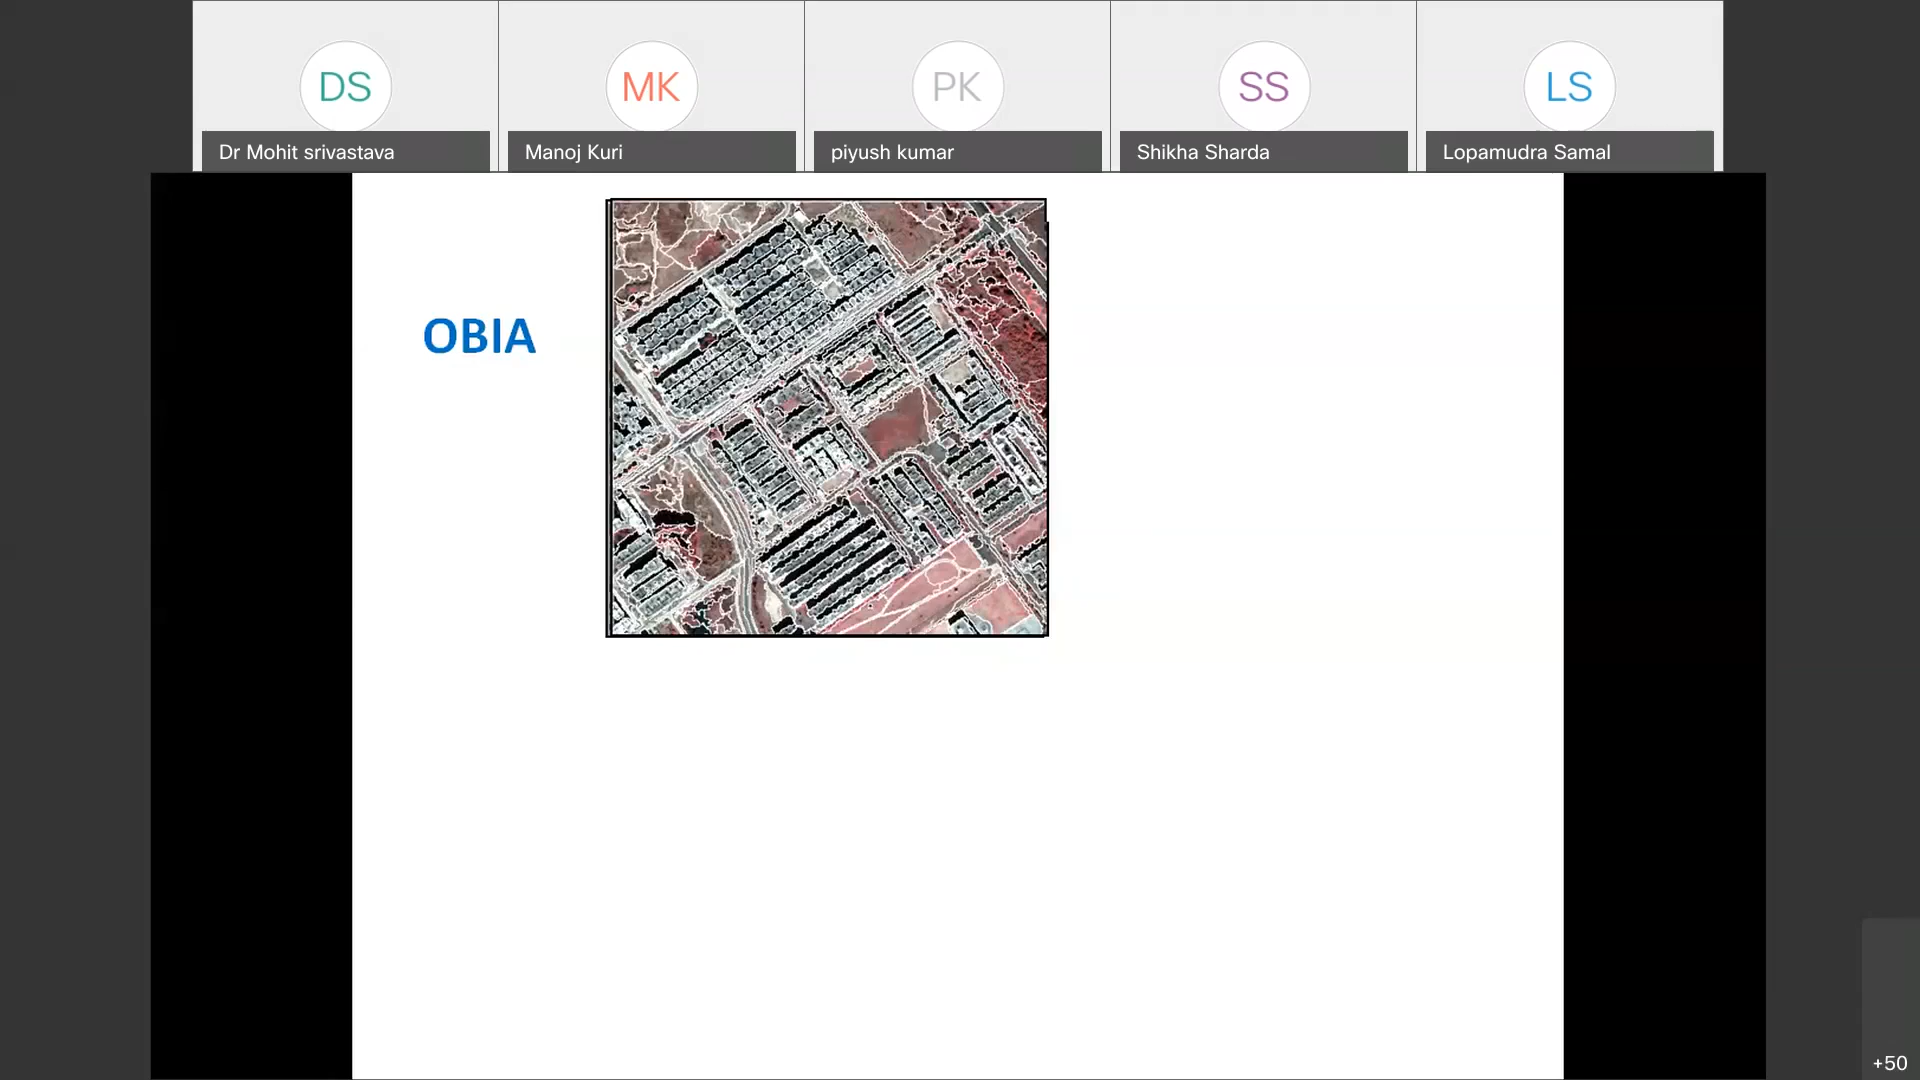 DS
MK
PK
SS
LS
Dr Mohit srivastava
Manoj Kuri
piyush kumar
Shikha Sharda
Lopamudra Samal
OBIA
+50